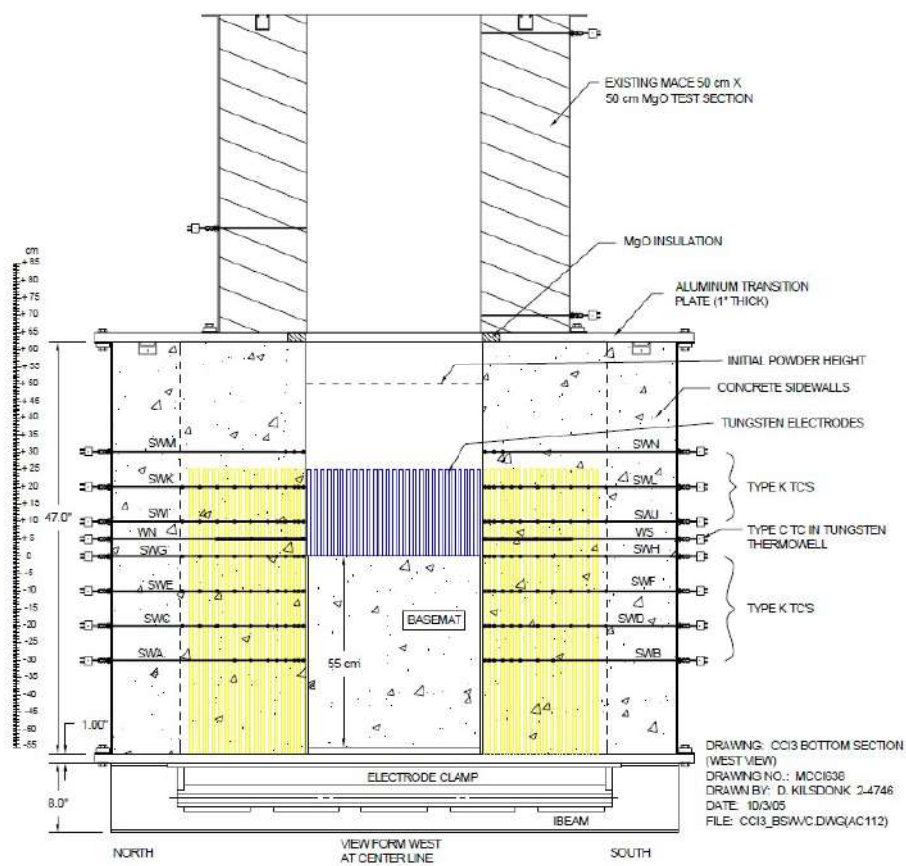 EXISTING MACE 50 cm X
50 cm MgO TEST SECTION
MgO INSULATION
ALUMINUM TRANSITION
PLATE (1" THICK)
INITIAL POWDER HEIGHT
CONCRETE SIDEWALLS
TUNGSTEN ELECTRODES
cm
+85
+80
+75
+70
+65
+60
+55
+50
+45
+40
+35
+30
+25
+20
+15
+10
+5
0
-5
-10
-15
-20
-25
-30
-35
-40
-45
-50
-55
47.0"
1.00"
8.0"
SWM
SWK
SWI
WN
SWG
SWE
SWC
SWA
SWN
SWL
SWJ
WS
SWH
SWF
SWD
SWB
TYPE K TC'S
TYPE C TC IN TUNGSTEN
THERMOWELL
TYPE K TC'S
BASEMAT
55 cm
ELECTRODE CLAMP
IBEAM
NORTH
VIEW FORM WEST
AT CENTER LINE
SOUTH
DRAWING: CCI3 BOTTOM SECTION
(WEST VIEW)
DRAWING NO.: MCCI638
DRAWN BY: D. KILSDONK 2-4746
DATE: 10/3/05
FILE: CCI3_BSWVC.DWG(AC112)